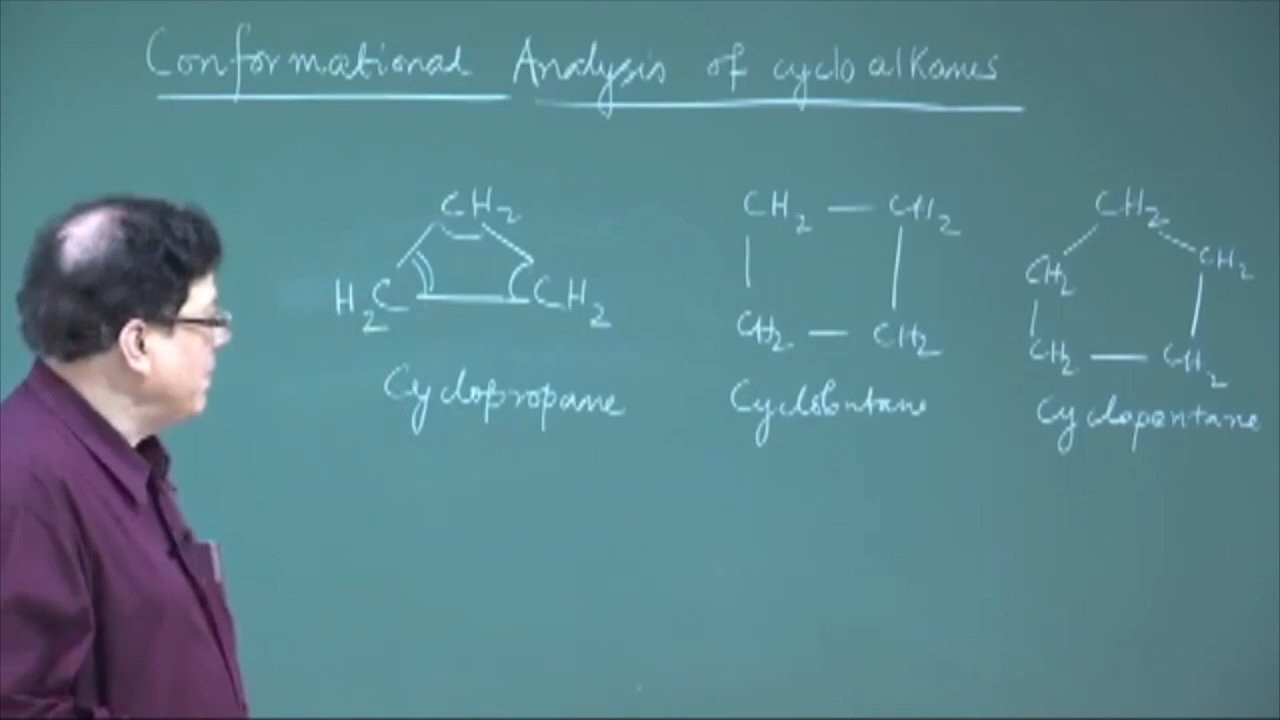 Conformational Analysis of cycloalkanes
CH2
H2C CH2
Cyclopropane
CH2 — CH2
CH2 — CH2
Cyclobutane
CH2
CH2 CH2
CH2 — CH2
Cyclopentane